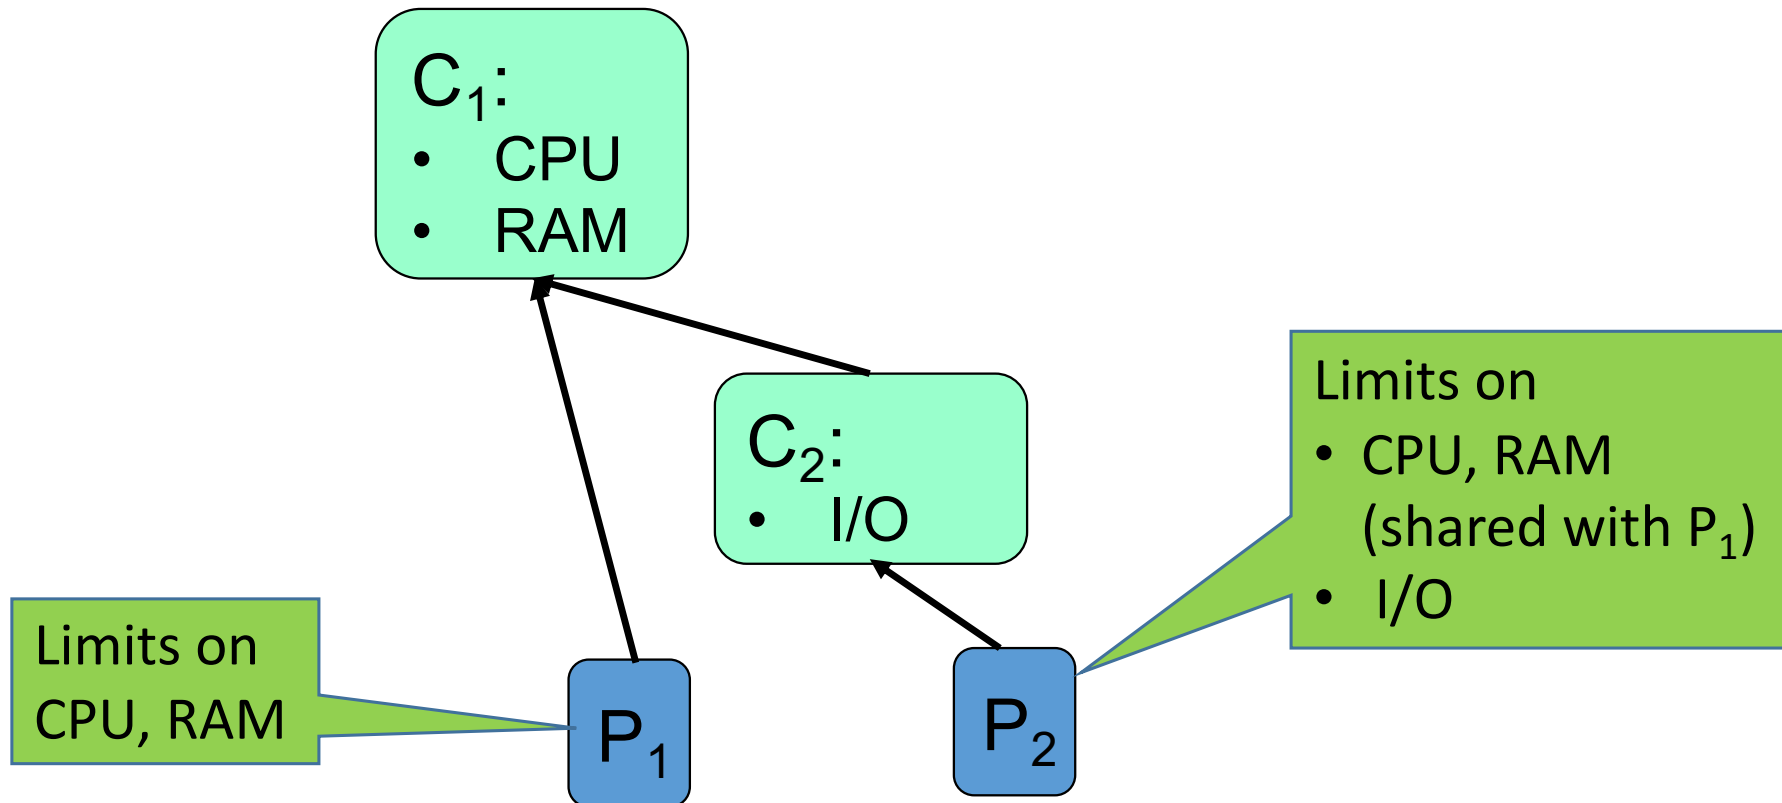 C₁:
• CPU
• RAM
C₂:
• I/O
Limits on
• CPU, RAM
(shared with P₁)
• I/O
Limits on
CPU, RAM
P₁
P₂